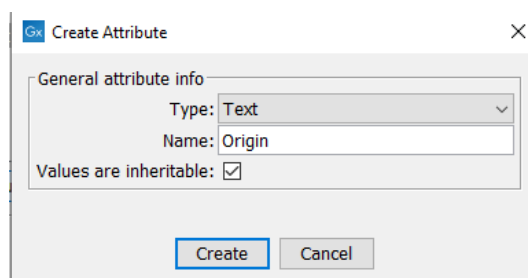 Gx Create Attribute
General attribute info
Type: Text
Name: Origin
Values are inheritable:
Create Cancel